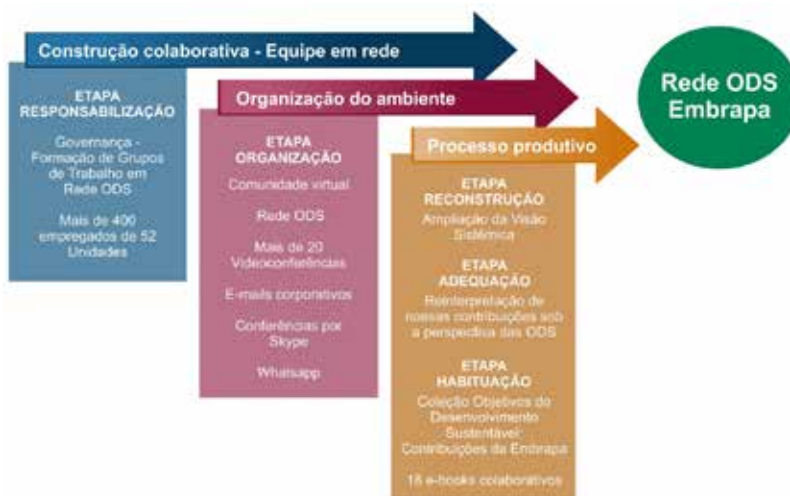 Construção colaborativa - Equipe em rede
ETAPA
RESPONSABILIZAÇÃO
Governança -
Formação de Grupos
de Trabalho em
Rede ODS
Mais de 400
empregados de 52
Unidades
Organização do ambiente
ETAPA
ORGANIZAÇÃO
Comunidade virtual
Rede ODS
Mais de 20
Videoconferências
E-mails corporativos
Conferências por
Skype
Whatsapp
Processo produtivo
ETAPA
RECONSTRUÇÃO
Ampliação da Visão
Sistêmica
ETAPA
ADEQUAÇÃO
Reinterpretação de
nossas contribuições sob
a perspectiva das ODS
ETAPA
HABITUAÇÃO
Coleção Objetivos do
Desenvolvimento
Sustentável:
Contribuições da Embrapa
18 e-books colaborativos
Rede ODS
Embrapa